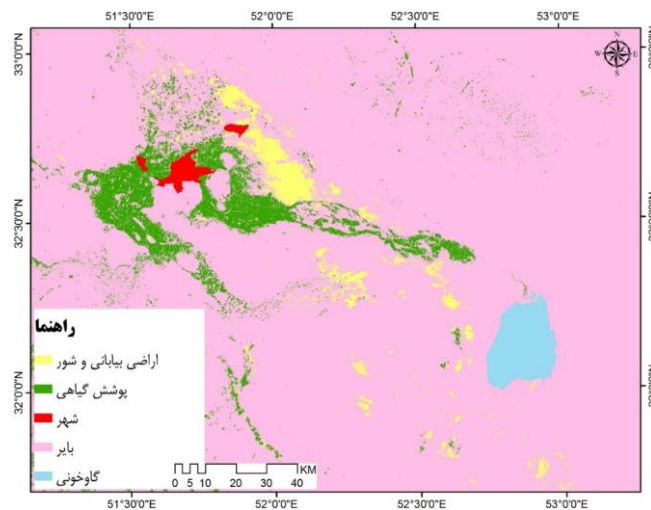 51°30'0"E 52°0'0"E 52°30'0"E 53°0'0"E
33°0'0"N
N
W E
S
32°30'0"N
32°0'0"N
راهنما
اراضی بیابانی و شور
پوشش گیاهی
شهر
بایر
گاوخونی
0 5 10 20 30 40 KM
51°30'0"E 52°0'0"E 52°30'0"E 53°0'0"E